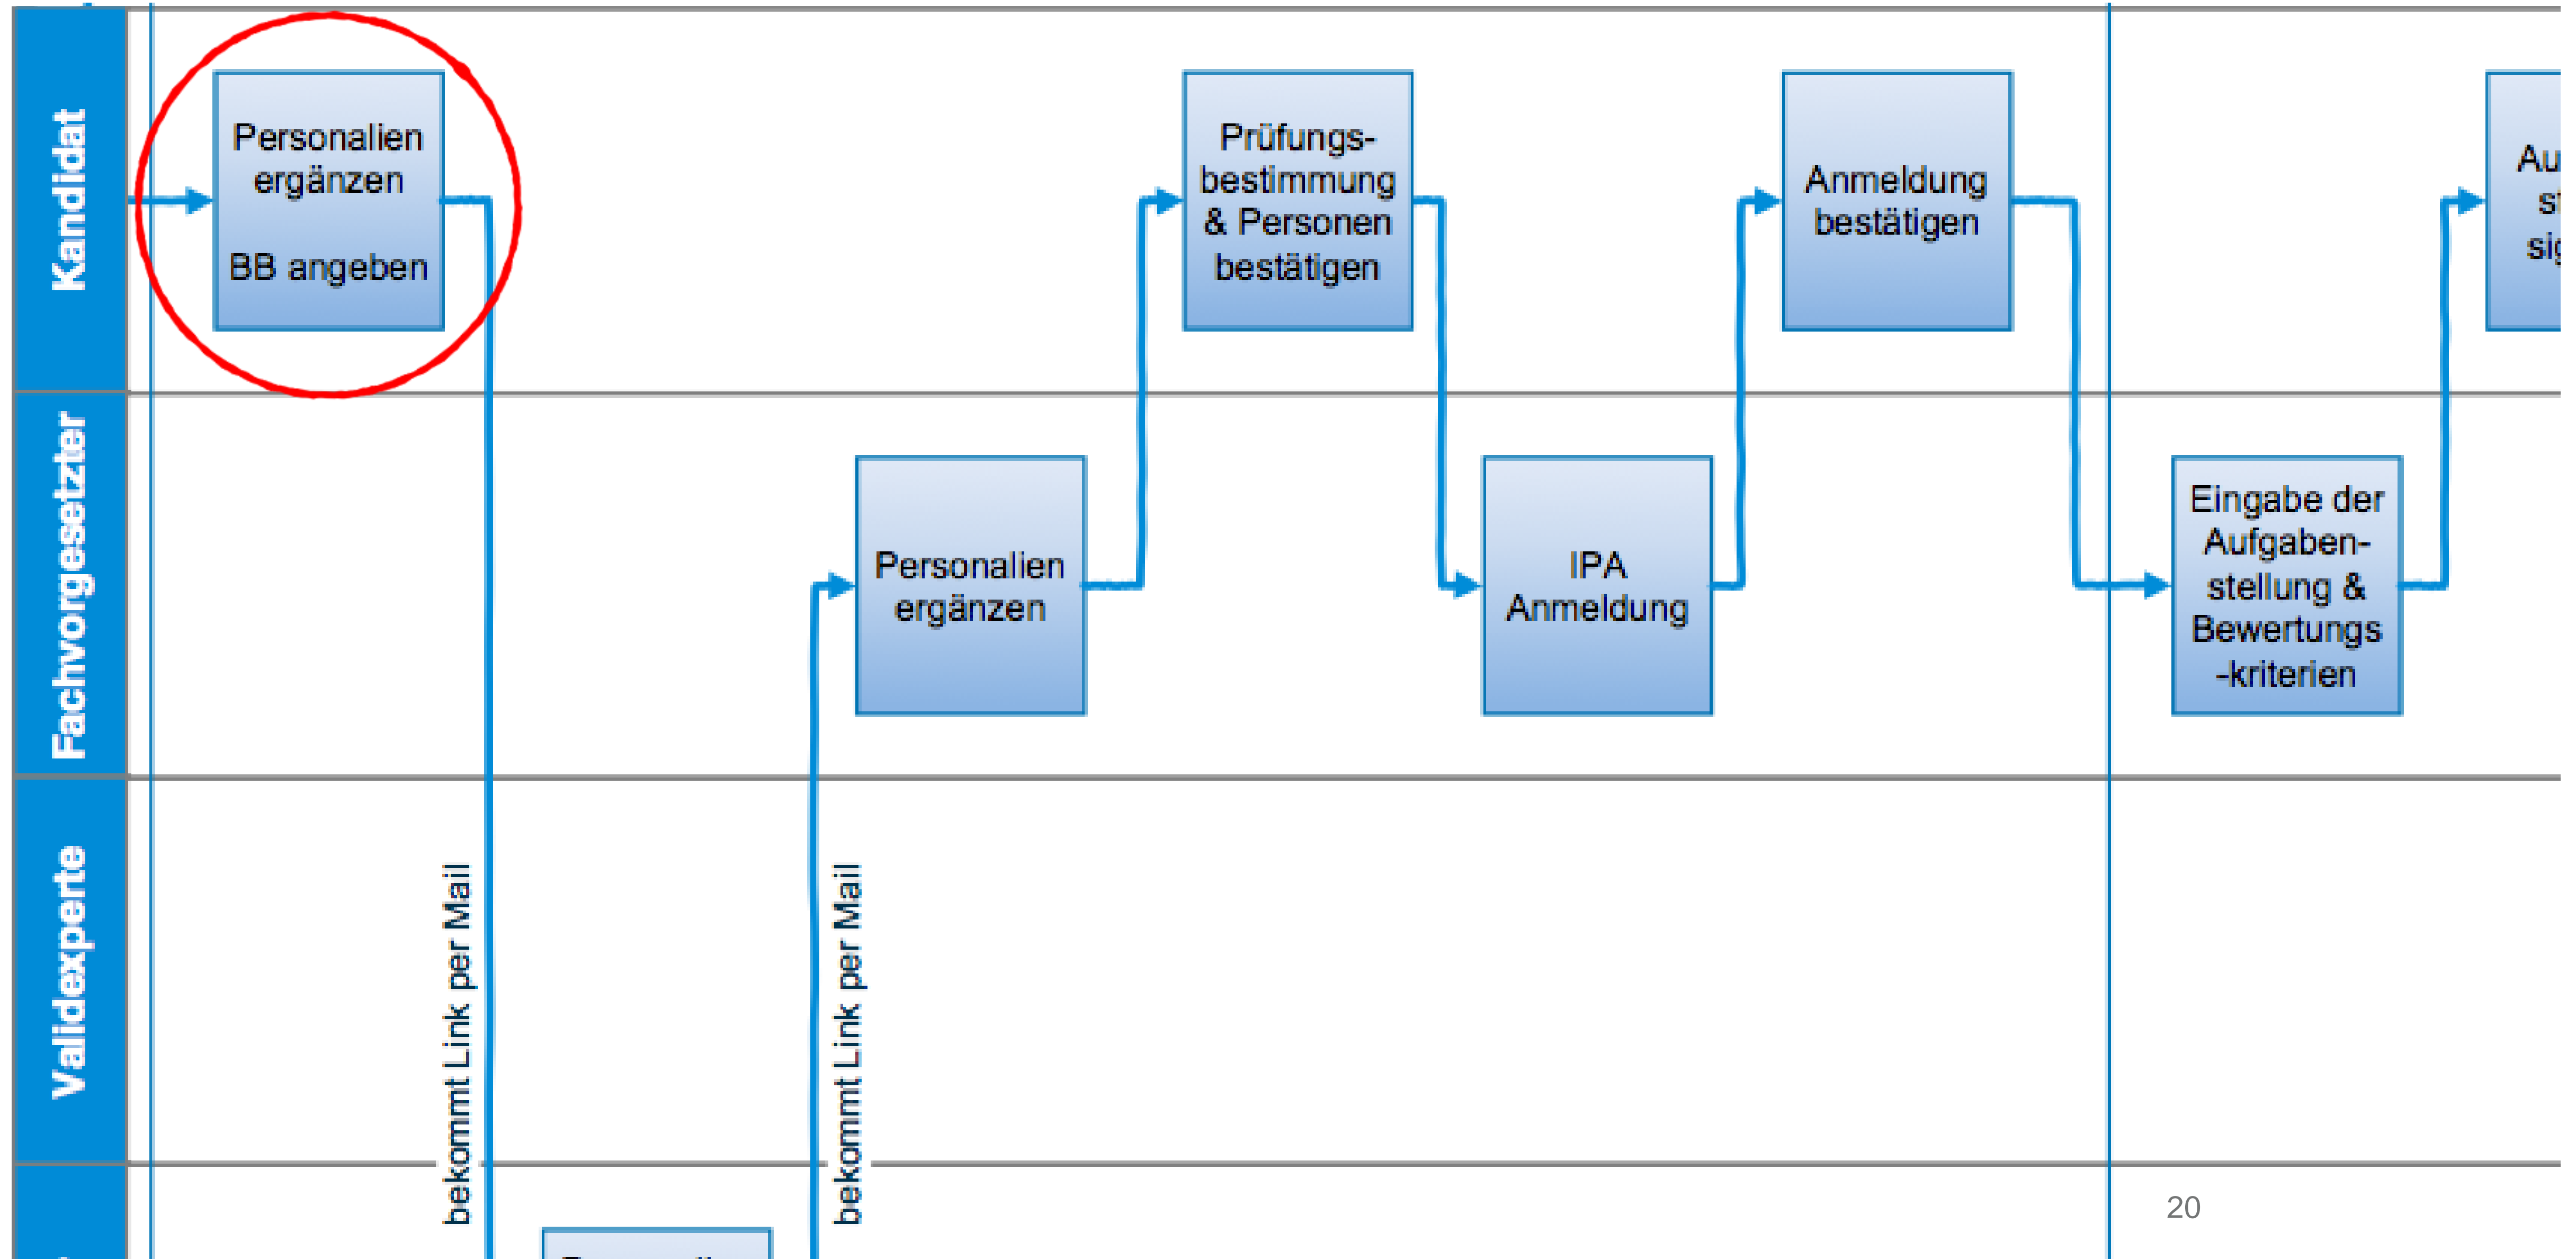 Kandidat
Personalien
ergänzen
BB angeben
Prüfungs-
bestimmung
& Personen
bestätigen
Anmeldung
bestätigen
Fachvorgesetzter
Personalien
ergänzen
IPA
Anmeldung
Eingabe der
Aufgaben-
stellung &
Bewertungs
-kriterien
Validexperte
bekommt Link per Mail
bekommt Link per Mail
20